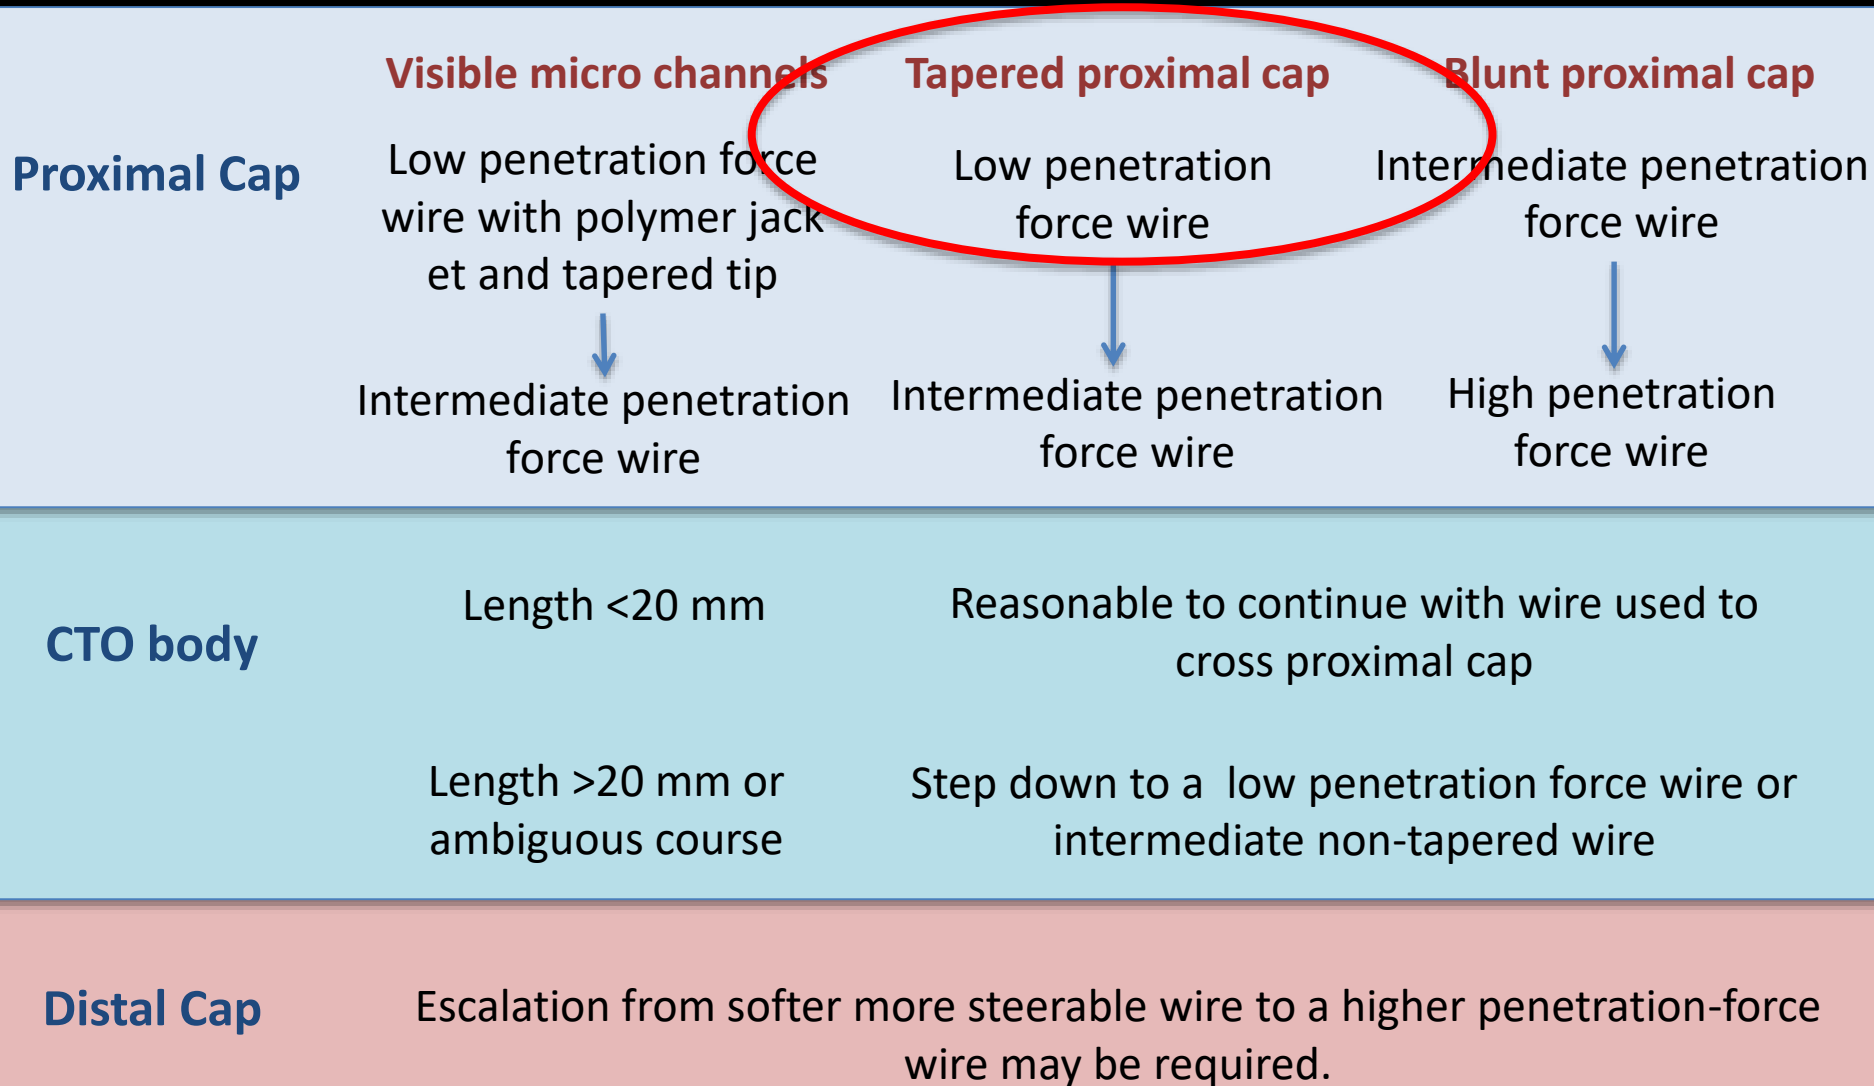 Visible micro channels
Tapered proximal cap
Blunt proximal cap
Proximal Cap
Low penetration force
wire with polymer jack
et and tapered tip
Low penetration
force wire
Intermediate penetration
force wire
Intermediate penetration
force wire
Intermediate penetration
force wire
High penetration
force wire
CTO body
Length <20 mm
Reasonable to continue with wire used to
cross proximal cap
Length >20 mm or
ambiguous course
Step down to a low penetration force wire or
intermediate non-tapered wire
Distal Cap
Escalation from softer more steerable wire to a higher penetration-force
wire may be required.